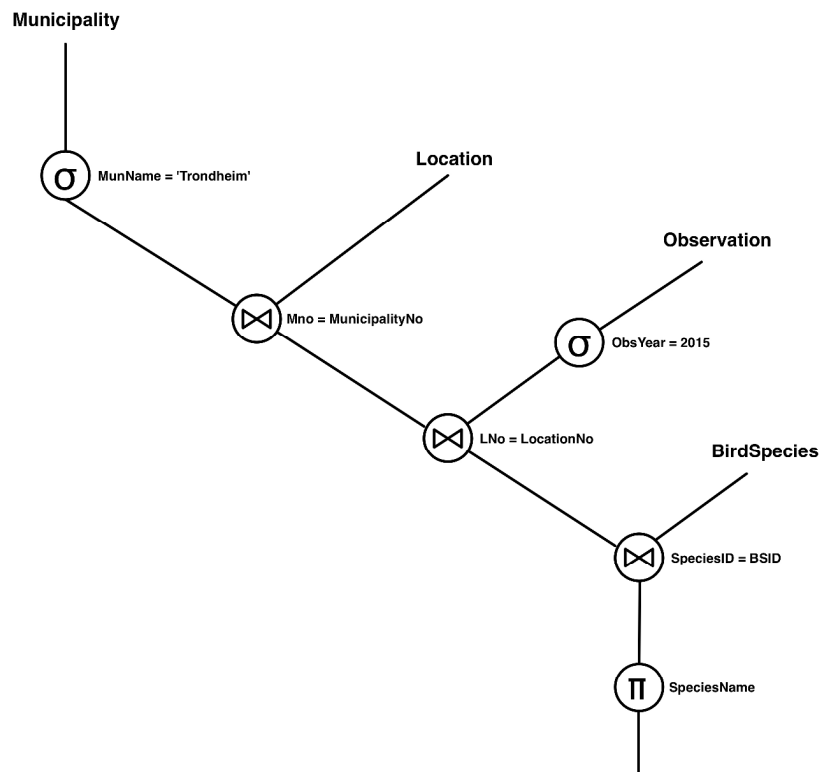 Municipality
σ MunName = 'Trondheim'
Location
Observation
⋈ Mno = MunicipalityNo
σ ObsYear = 2015
⋈ LNo = LocationNo
BirdSpecies
⋈ SpeciesID = BSID
π SpeciesName